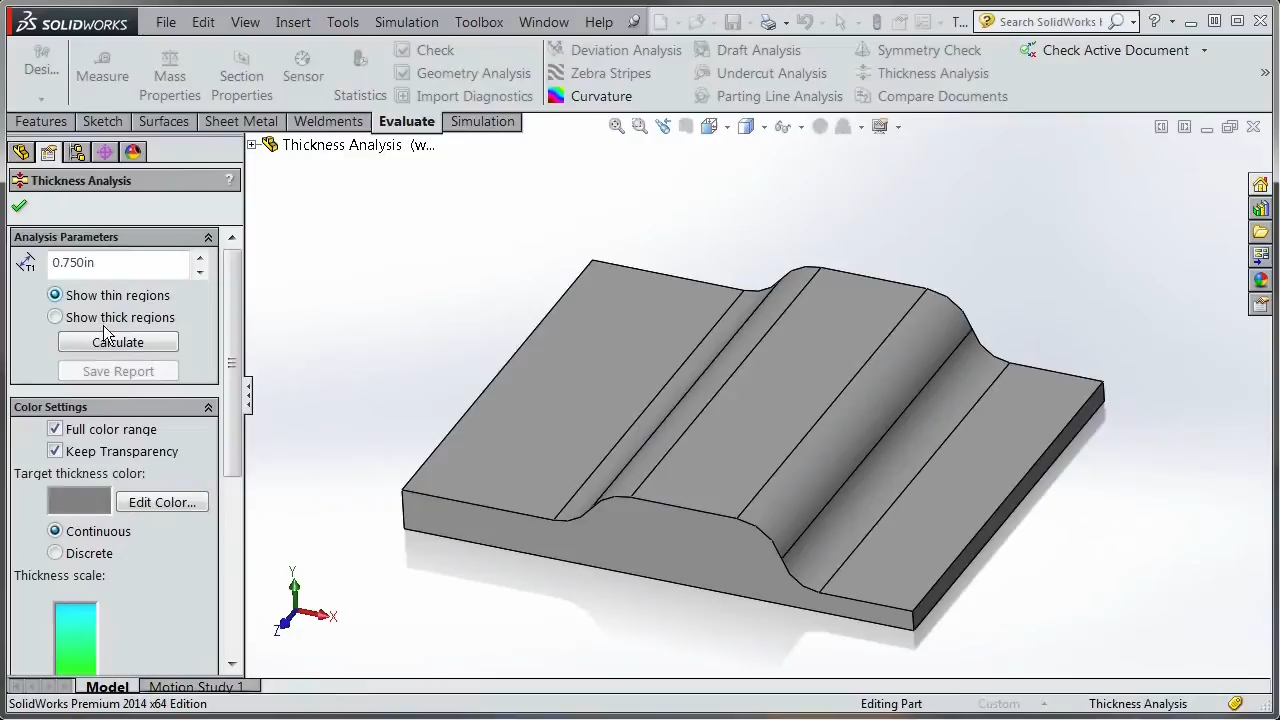 SOLIDWORKS File Edit View Insert Tools Simulation Toolbox Window Help T... Search SolidWorks H ?
Desi... Measure Mass Properties Section Properties Sensor Statistics
Check Deviation Analysis Draft Analysis Symmetry Check Check Active Document
Geometry Analysis Zebra Stripes Undercut Analysis Thickness Analysis
Import Diagnostics Curvature Parting Line Analysis Compare Documents
Features Sketch Surfaces Sheet Metal Weldments Evaluate Simulation
Thickness Analysis (w...
Thickness Analysis ?
Analysis Parameters
T1 0.750in
Show thin regions
Show thick regions
Calculate
Save Report
Color Settings
Full color range
Keep Transparency
Target thickness color:
Edit Color...
Continuous
Discrete
Thickness scale:
Y
X
Z
Model Motion Study 1
SolidWorks Premium 2014 x64 Edition Editing Part Custom Thickness Analysis